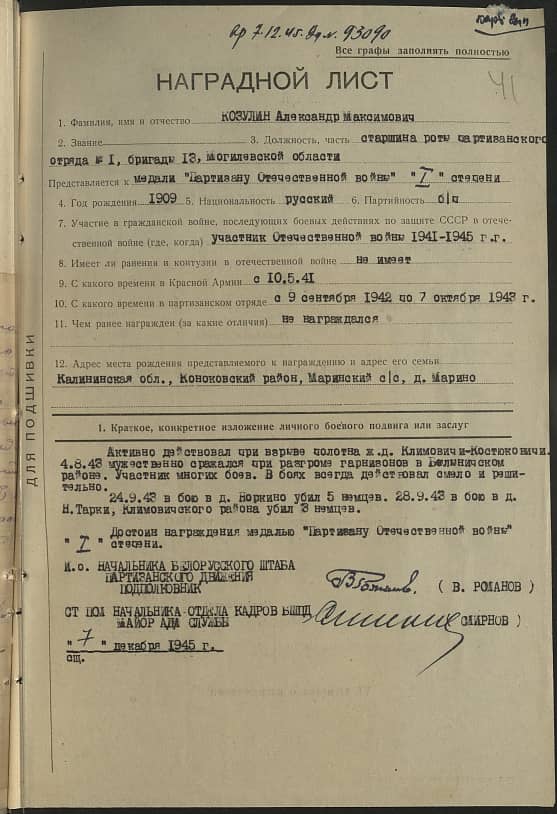 пр 7.12.45. Вдм. 93090
Все графы заполнять полностью
41
НАГРАДНОЙ ЛИСТ
1. Фамилия, имя и отчество КОЗУЛИН Александр Максимович
2. Звание 3. Должность, часть старшина роты партизанского
отряда № 1, бригады 13, Могилевской области
Представляется к медали "Партизану Отечественной войны" "I" степени
4. Год рождения 1909 5. Национальность русский 6. Партийность б/п
7. Участие в гражданской войне, последующих боевых действиях по защите СССР в отече-
ственной войне (где, когда) участник Отечественной войны 1941-1945 г.г.
8. Имеет ли ранения и контузии в отечественной войне не имеет
9. С какого времени в Красной Армии с 10.5.41
10. С какого времени в партизанском отряде с 9 сентября 1942 по 7 октября 1943 г.
11. Чем ранее награжден (за какие отличия) не награждался
12. Адрес места рождения представляемого к награждению и адрес его семьи
Калининская обл., Коноковский район, Маринский с/с, д. Марино
ДЛЯ ПОДШИВКИ
1. Краткое, конкретное изложение личного боевого подвига или заслуг
Активно действовал при взрыве полотна ж.д. Климовичи-Костюковичи.
4.8.43 мужественно сражался при разгроме гарнизонов в Белыничском
районе. Участник многих боев. В боях всегда действовал смело и реши-
тельно.
24.9.43 в бою в д. Воркино убил 5 немцев. 28.9.43 в бою в д.
Н.Тарки, Климовичского района убил 3 немцев.
Достоин награждения медалью "Партизану Отечественной войны"
"I" степени.
И.о. НАЧАЛЬНИКА БЕЛОРУССКОГО ШТАБА
ПАРТИЗАНСКОГО ДВИЖЕНИЯ
ПОДПОЛКОВНИК ( В. РОМАНОВ )
СТ ПОМ НАЧАЛЬНИКА ОТДЕЛА КАДРОВ БШПД
МАЙОР АДМ СЛУЖБЫ СМИРНОВ )
"7" декабря 1945 г.
сщ.